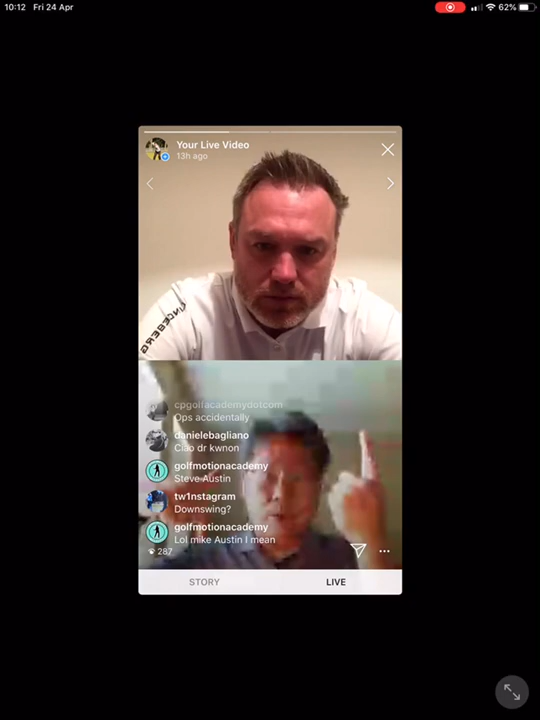 10:12 Fri 24 Apr
62%
Your Live Video
13h ago
cpgolfacademydotcom
Ops accidentally
danielebagliano
Ciao dr kwnon
golfmotionacademy
Steve Austin
tw1nstagram
Downswing?
golfmotionacademy
Lol mike Austin I mean
287
STORY LIVE